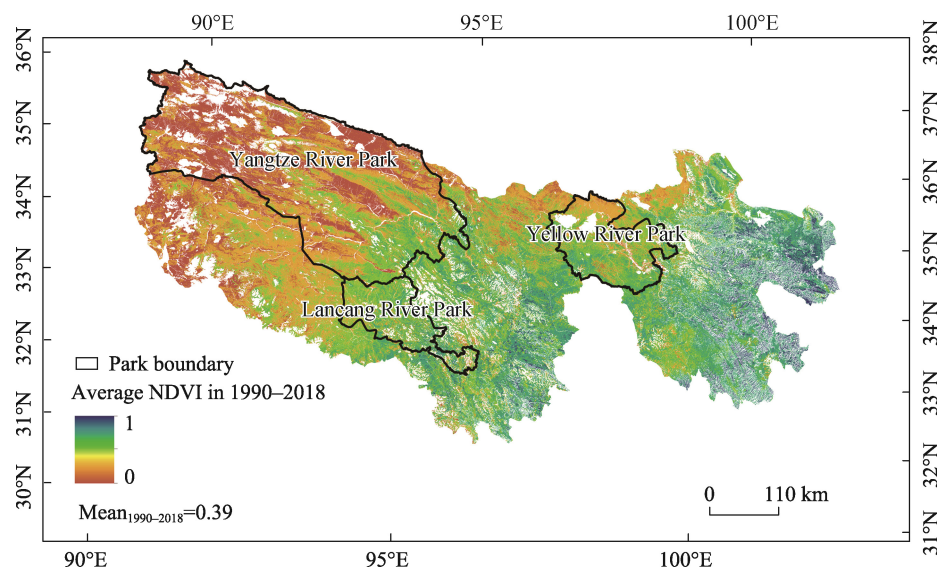 90°E 95°E 100°E
36°N 35°N 34°N 33°N 32°N 31°N 30°N
38°N 37°N 36°N 35°N 34°N 33°N 32°N 31°N
Yangtze River Park
Yellow River Park
Lancang River Park
Park boundary
Average NDVI in 1990–2018
1
0
Mean1990–2018=0.39
0 110 km
90°E 95°E 100°E